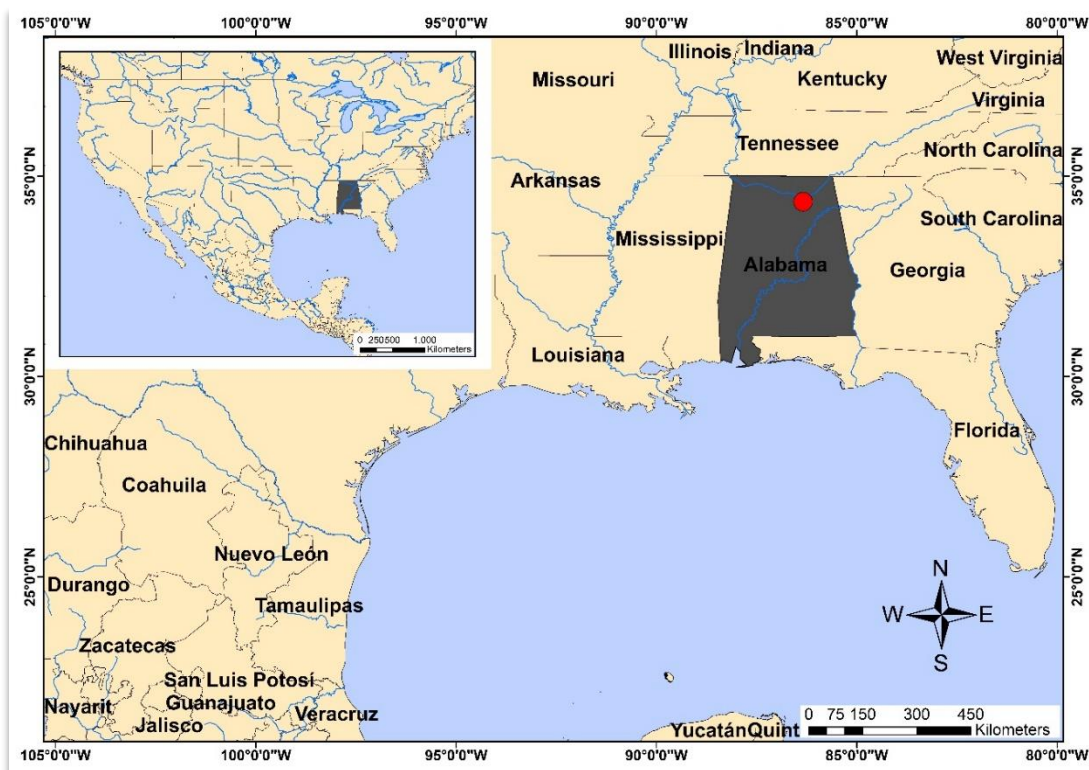 105°0'0"W 100°0'0"W 95°0'0"W 90°0'0"W 85°0'0"W 80°0'0"W
35°0'0"N
30°0'0"N
25°0'0"N
0 250500 1.000
Kilometers
Illinois Indiana
Missouri Kentucky West Virginia
Virginia
Tennessee North Carolina
Arkansas
South Carolina
Mississippi
Alabama Georgia
Louisiana
Florida
Chihuahua
Coahuila
Nuevo León
Durango
Tamaulipas
Zacatecas
San Luis Potosí
Nayarit Guanajuato
Jalisco Veracruz
YucatánQuint
N
W E
S
0 75 150 300 450
Kilometers
35°0'0"N
30°0'0"N
25°0'0"N
105°0'0"W 100°0'0"W 95°0'0"W 90°0'0"W 85°0'0"W 80°0'0"W